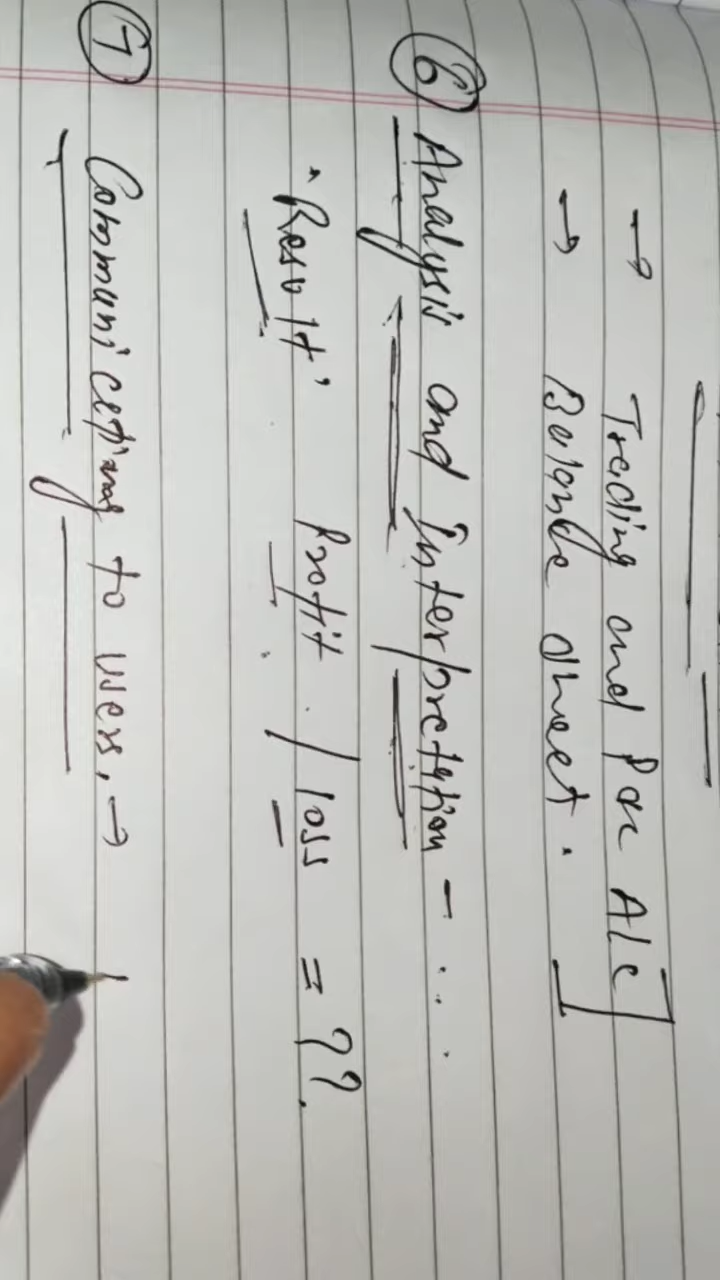 → Trading and P&L A/c
→ Balance sheet.
⑥ Analysis and Interpretation - ...
"Result" Profit / loss = ??
⑦ Communicating to users. →